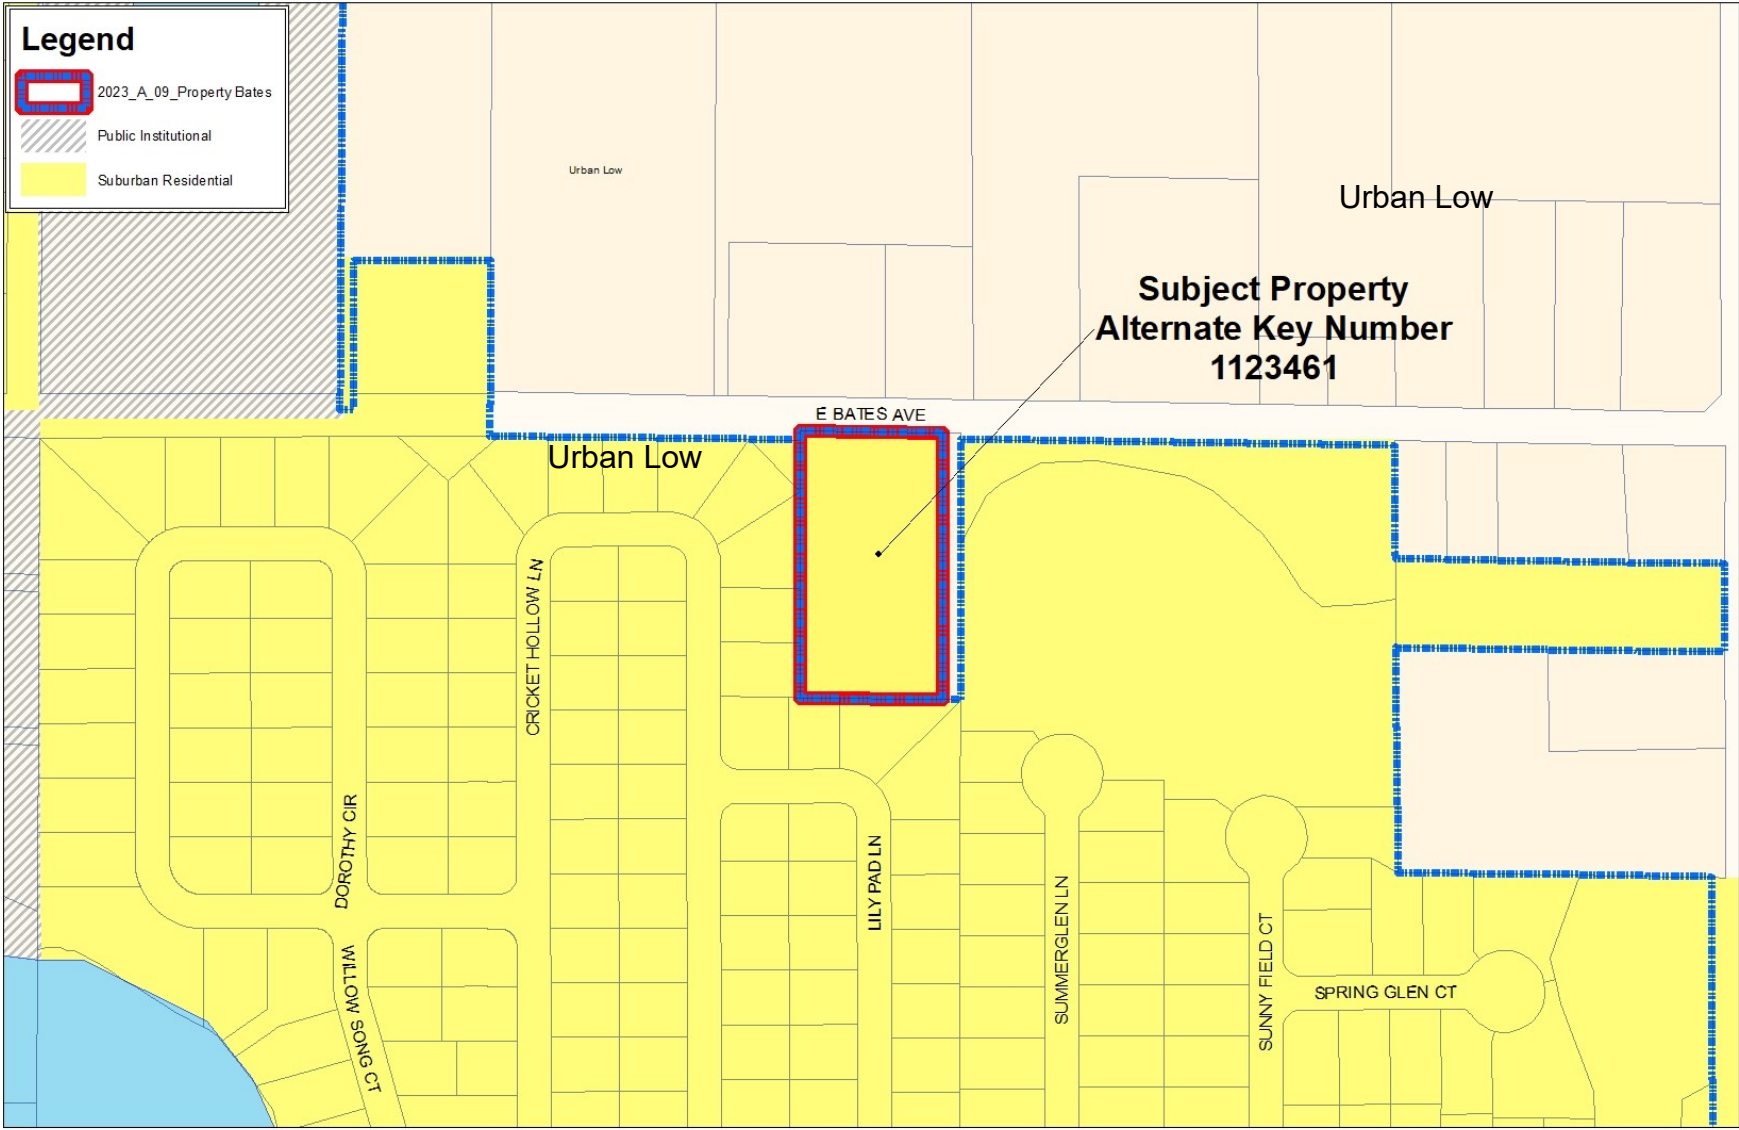 Legend
2023_A_09_Property Bates
Public Institutional
Suburban Residential
Urban Low
Urban Low
Subject Property
Alternate Key Number
1123461
E BATES AVE
Urban Low
CRICKET HOLLOW LN
DOROTHY CIR
LILY PAD LN
SUMMERGLEN LN
SUNNY FIELD CT
SPRING GLEN CT
WILLOW SONG CT